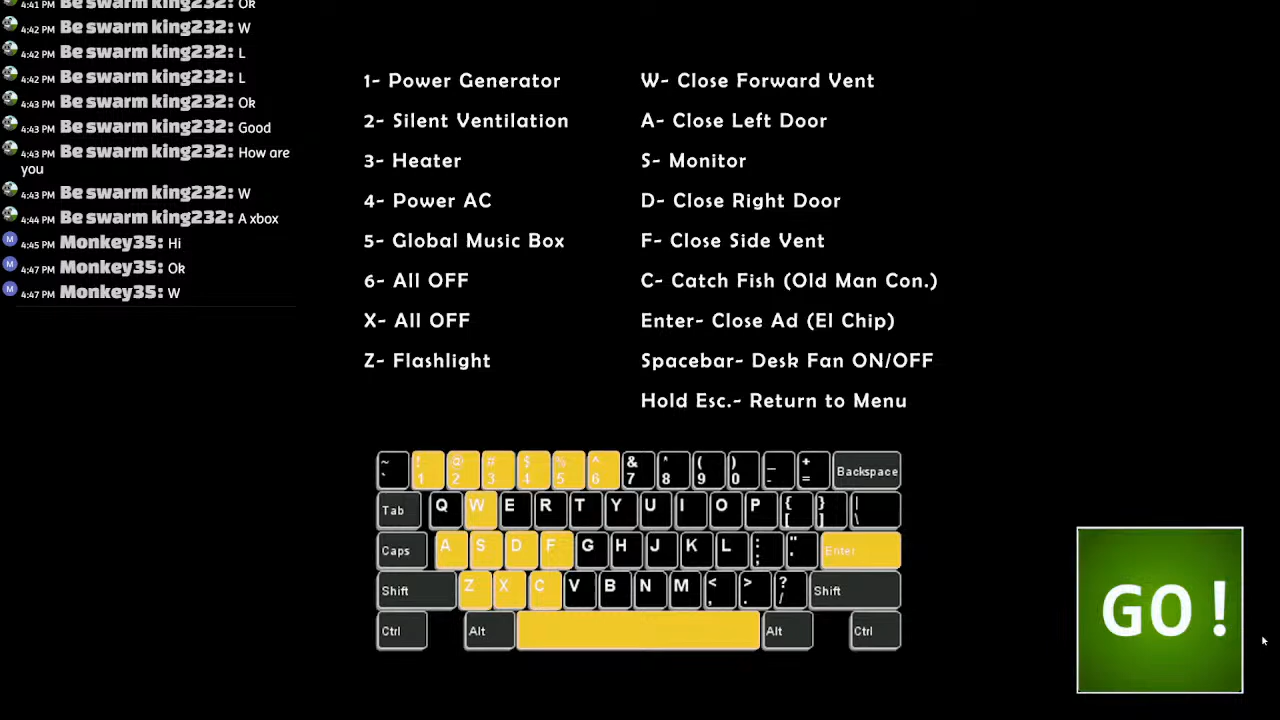 4:41 PM Be swarm king232: Ok
4:42 PM Be swarm king232: W
4:42 PM Be swarm king232: L
4:42 PM Be swarm king232: L
4:43 PM Be swarm king232: Ok
4:43 PM Be swarm king232: Good
4:43 PM Be swarm king232: How are
you
4:43 PM Be swarm king232: W
4:44 PM Be swarm king232: A xbox
M 4:45 PM Monkey35: Hi
M 4:47 PM Monkey35: Ok
M 4:47 PM Monkey35: W
1- Power Generator
2- Silent Ventilation
3- Heater
4- Power AC
5- Global Music Box
6- All OFF
X- All OFF
Z- Flashlight
W- Close Forward Vent
A- Close Left Door
S- Monitor
D- Close Right Door
F- Close Side Vent
C- Catch Fish (Old Man Con.)
Enter- Close Ad (El Chip)
Spacebar- Desk Fan ON/OFF
Hold Esc.- Return to Menu
~ ` ! 1 @ 2 # 3 $ 4 % 5 ^ 6 & 7 * 8 ( 9 ) 0 _ - + = Backspace
Tab Q W E R T Y U I O P { [ } ] | \
Caps A S D F G H J K L : ; " ' Enter
Shift Z X C V B N M < , > . ? / Shift
Ctrl Alt Alt Ctrl
GO!